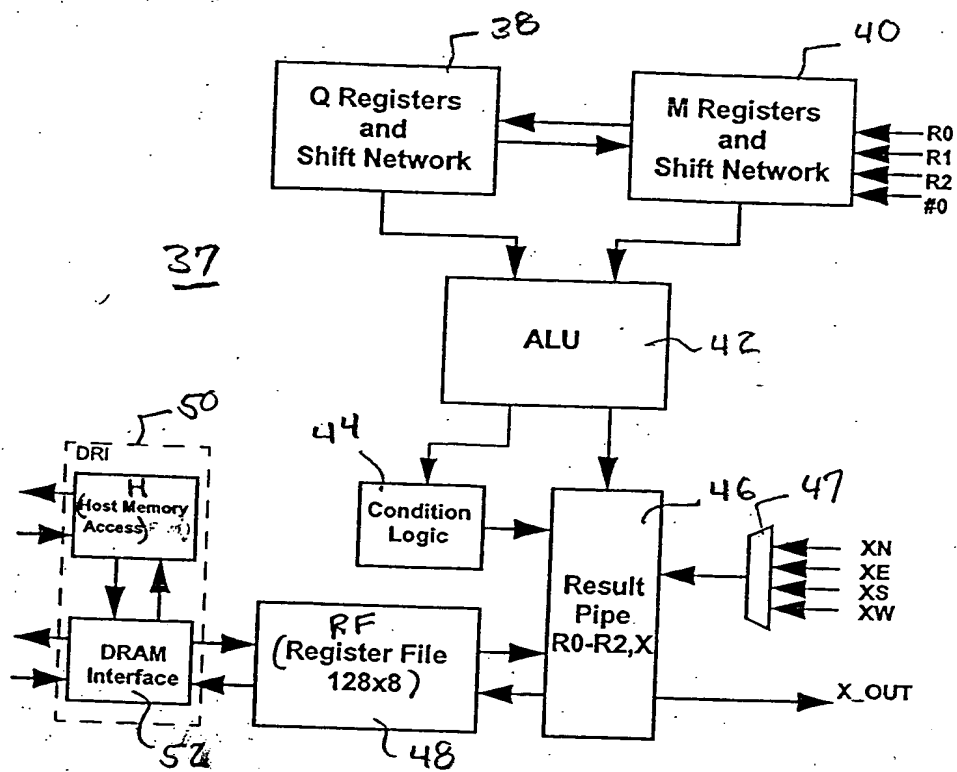 38
40
Q Registers
and
Shift Network
M Registers
and
Shift Network
R0
R1
R2
#0
37
ALU
42
50
DRI
H
(Host Memory
Access)
44
Condition
Logic
46
47
XN
XE
XS
XW
Result
Pipe
R0-R2,X
RF
(Register File
128x8)
DRAM
Interface
X_OUT
52
48